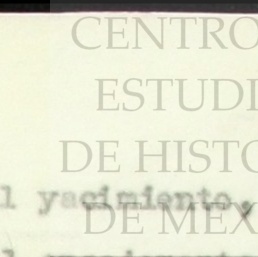 CENTRO
ESTUDI
DE HISTO
l yacimiento,
DE MEX